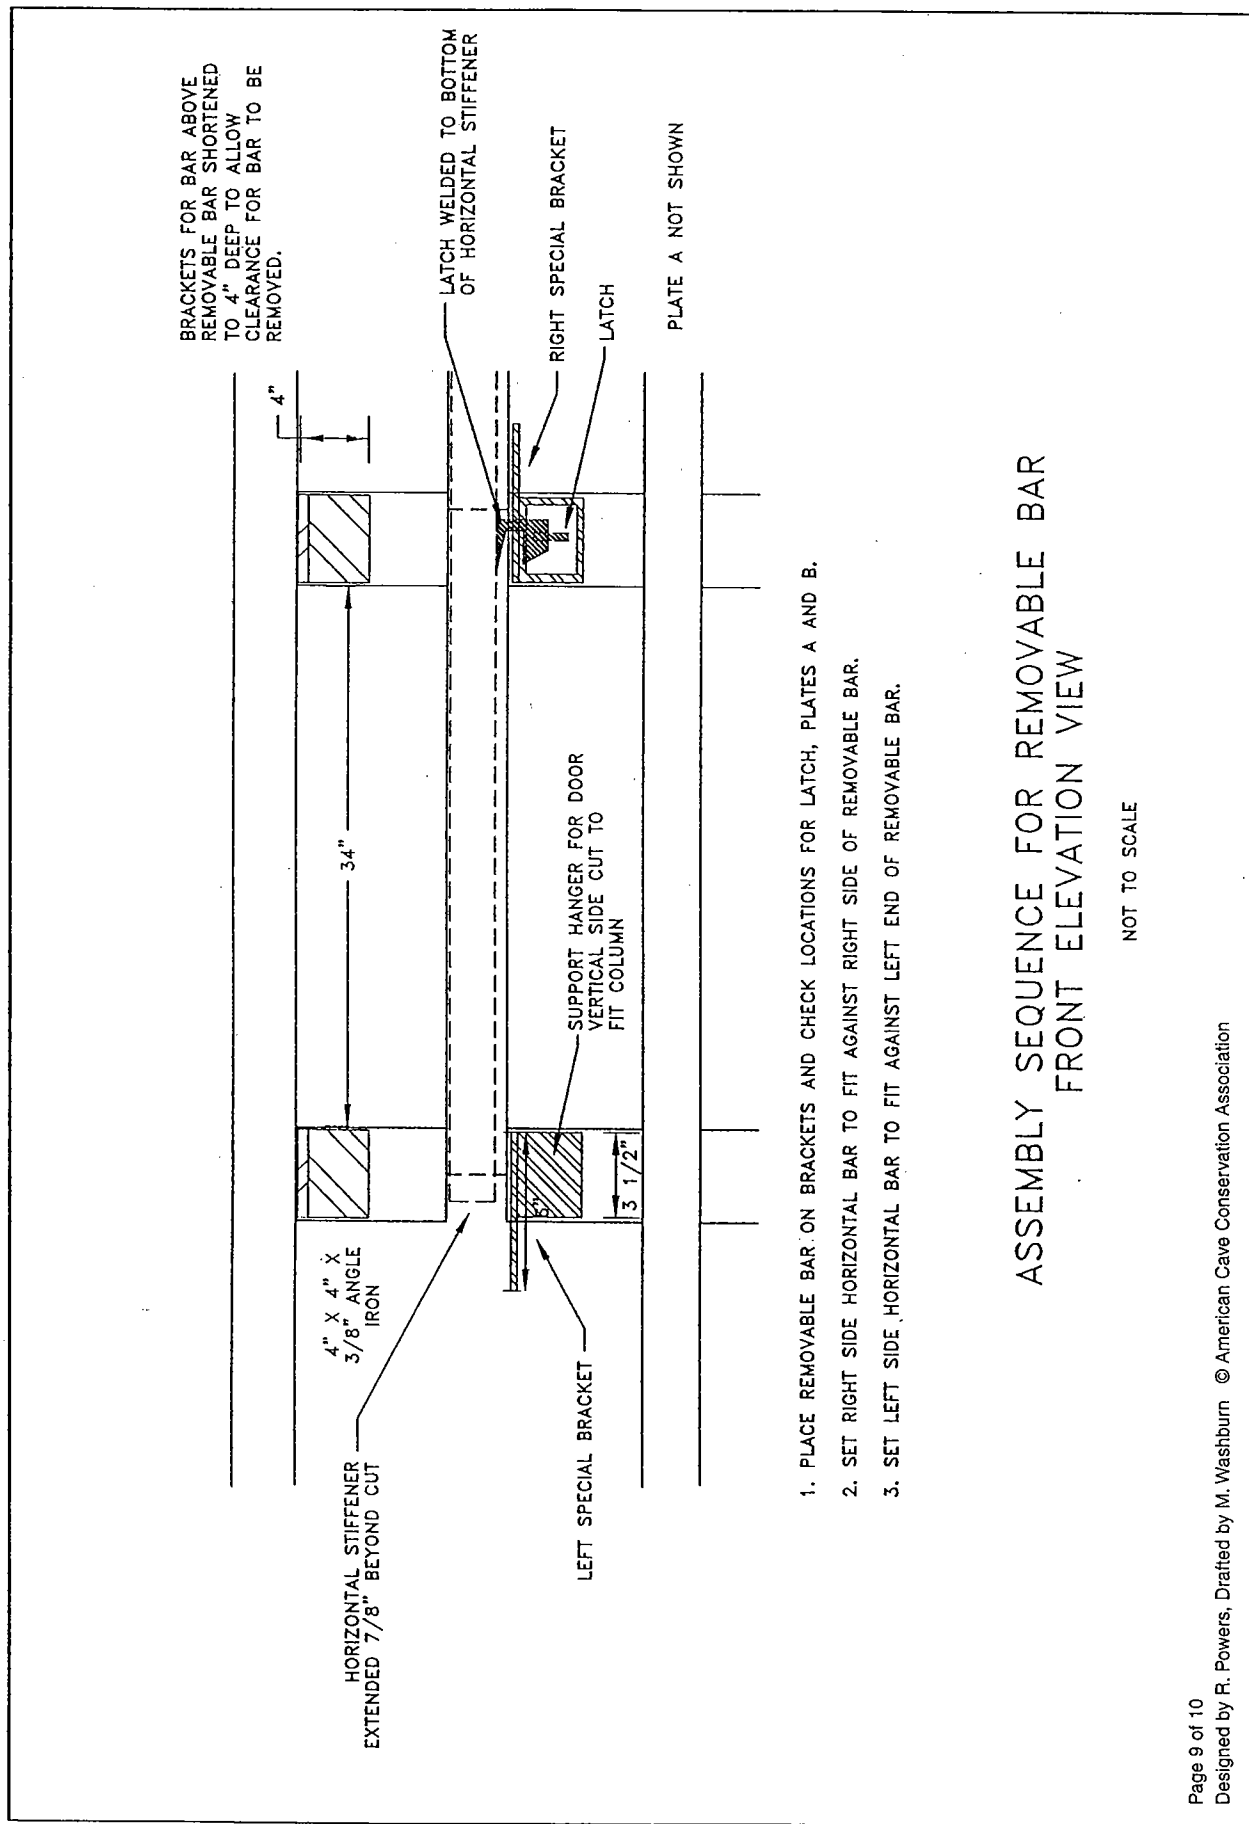 BRACKETS FOR BAR ABOVE
REMOVABLE BAR SHORTENED
TO 4" DEEP TO ALLOW
CLEARANCE FOR BAR TO BE
REMOVED.
4"
LATCH WELDED TO BOTTOM
OF HORIZONTAL STIFFENER
34"
4" X 4" X
3/8" ANGLE
IRON
HORIZONTAL STIFFENER
EXTENDED 7/8" BEYOND CUT
RIGHT SPECIAL BRACKET
LATCH
SUPPORT HANGER FOR DOOR
VERTICAL SIDE CUT TO
FIT COLUMN
LEFT SPECIAL BRACKET
3 1/2"
PLATE A NOT SHOWN
1. PLACE REMOVABLE BAR ON BRACKETS AND CHECK LOCATIONS FOR LATCH, PLATES A AND B.
2. SET RIGHT SIDE HORIZONTAL BAR TO FIT AGAINST RIGHT SIDE OF REMOVABLE BAR.
3. SET LEFT SIDE HORIZONTAL BAR TO FIT AGAINST LEFT END OF REMOVABLE BAR.
ASSEMBLY SEQUENCE FOR REMOVABLE BAR
FRONT ELEVATION VIEW
NOT TO SCALE
Page 9 of 10
Designed by R. Powers, Drafted by M. Washburn © American Cave Conservation Association